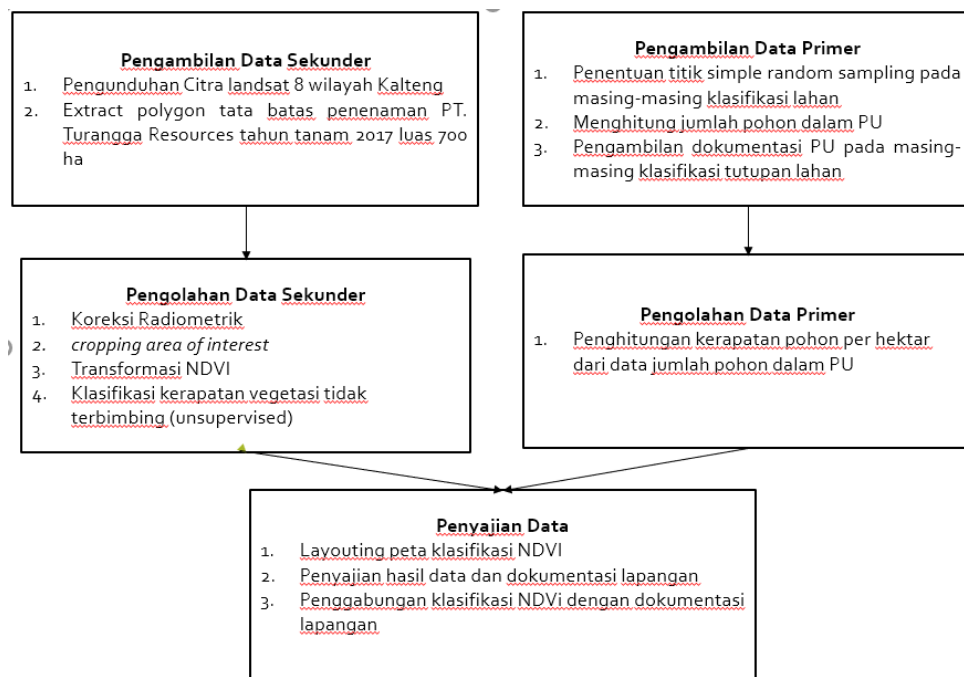 Pengambilan Data Sekunder
1. Pengunduhan Citra landsat 8 wilayah Kalteng
2. Extract polygon tata batas penenaman PT.
Turangga Resources tahun tanam 2017 luas 700
ha
Pengambilan Data Primer
1. Penentuan titik simple random sampling pada
masing-masing klasifikasi lahan
2. Menghitung jumlah pohon dalam PU
3. Pengambilan dokumentasi PU pada masing-
masing klasifikasi tutupan lahan
Pengolahan Data Sekunder
1. Koreksi Radiometrik
2. cropping area of interest
3. Transformasi NDVI
4. Klasifikasi kerapatan vegetasi tidak
terbimbing (unsupervised)
Pengolahan Data Primer
1. Penghitungan kerapatan pohon per hektar
dari data jumlah pohon dalam PU
Penyajian Data
1. Layouting peta klasifikasi NDVI
2. Penyajian hasil data dan dokumentasi lapangan
3. Penggabungan klasifikasi NDVi dengan dokumentasi
lapangan